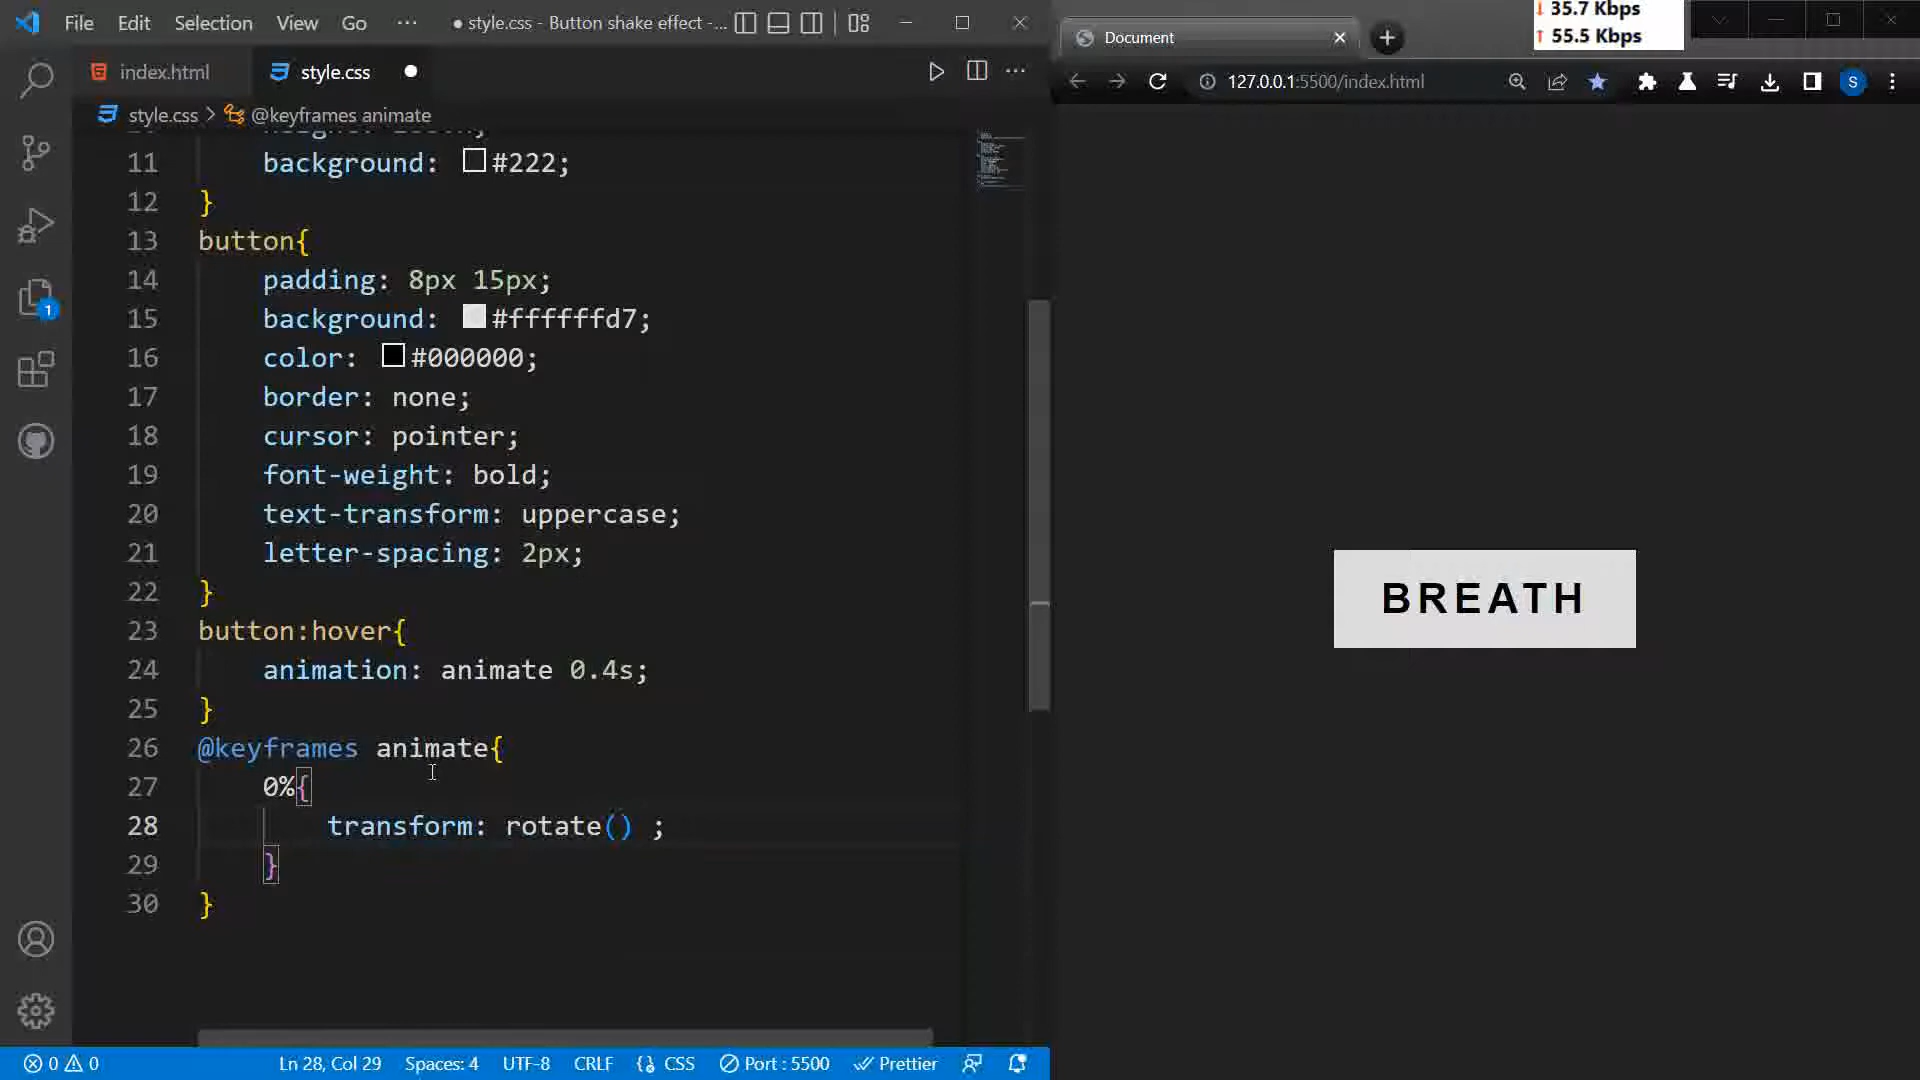 File Edit Selection View Go ··· ● style.css - Button shake effect -...
index.html style.css ●
style.css > @keyframes animate
11 background: #222;
12 }
13 button{
14 padding: 8px 15px;
15 background: #ffffffd7;
16 color: #000000;
17 border: none;
18 cursor: pointer;
19 font-weight: bold;
20 text-transform: uppercase;
21 letter-spacing: 2px;
22 }
23 button:hover{
24 animation: animate 0.4s;
25 }
26 @keyframes animate{
27 0%{
28 transform: rotate() ;
29 }
30 }
1
0 0 Ln 28, Col 29 Spaces: 4 UTF-8 CRLF CSS Port : 5500 Prettier
↓ 35.7 Kbps
↑ 55.5 Kbps
Document
127.0.0.1:5500/index.html
S
BREATH